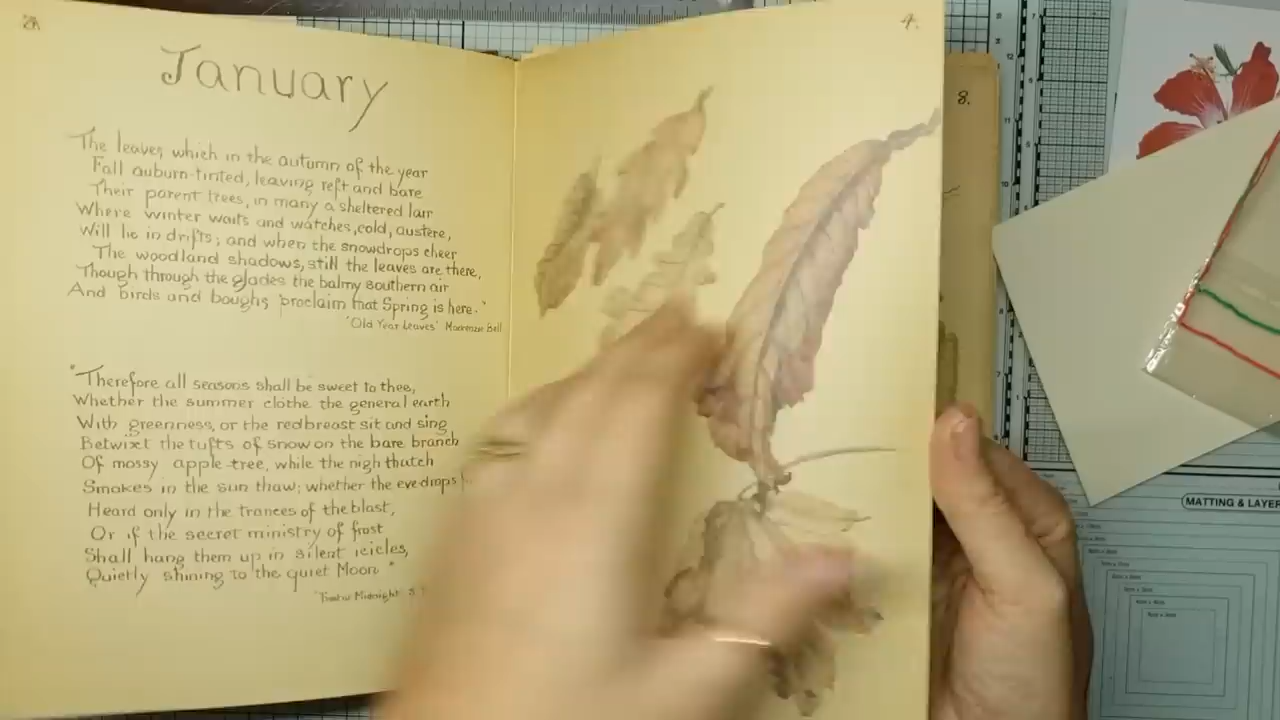 January
The leaves which in the autumn of the year
Fall auburn-tinted, leaving reft and bare
Their parent trees, in many a sheltered lair
Where winter waits and watches, cold, austere,
Will lie in drifts; and when the snowdrops cheer
The woodland shadows, still the leaves are there,
Though through the glades the balmy southern air
And birds and boughs proclaim that Spring is here."
'Old Year Leaves' Mackenzie Bell
"Therefore all seasons shall be sweet to thee,
Whether the summer clothe the general earth
With greenness, or the redbreast sit and sing
Betwixt the tufts of snow on the bare branch
Of mossy apple-tree, while the nigh thatch
Smokes in the sun thaw; whether the eve-drops
Heard only in the trances of the blast,
Or if the secret ministry of frost
Shall hang them up in silent icicles,
Quietly shining to the quiet Moon"
Midnight' S.T.
4.
8.
MATTING & LAYER